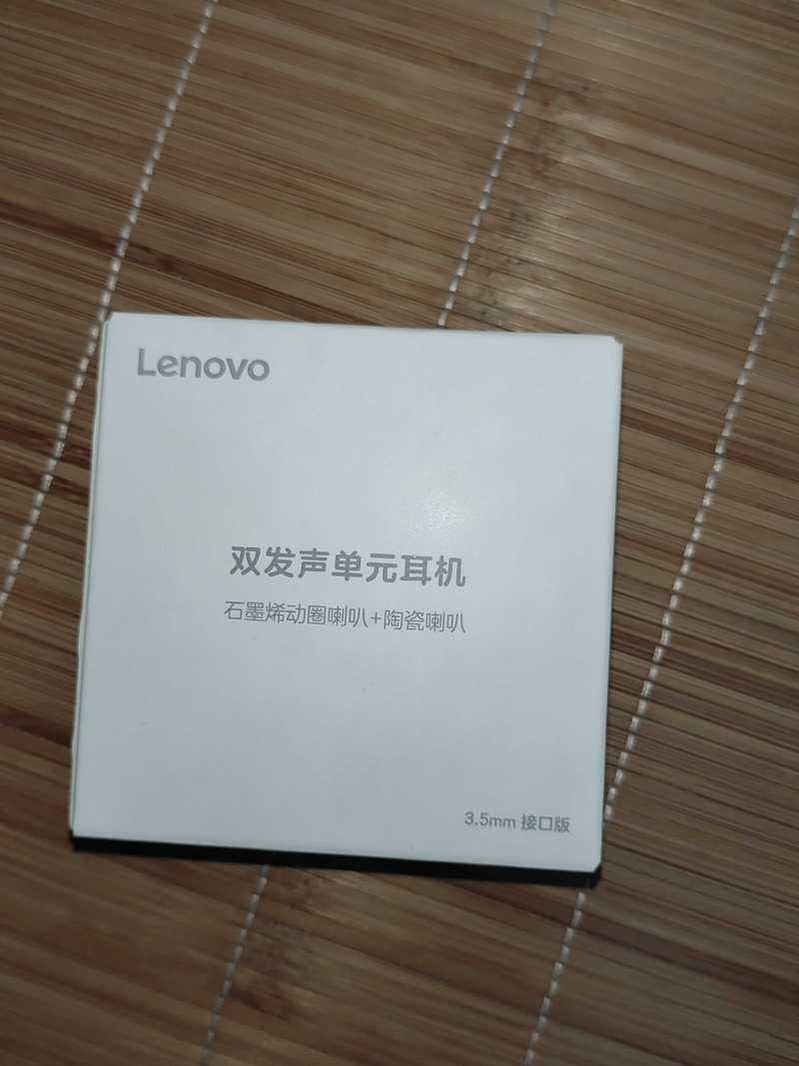 Lenovo
双发声单元耳机
石墨烯动圈喇叭+陶瓷喇叭
3.5mm 接口版